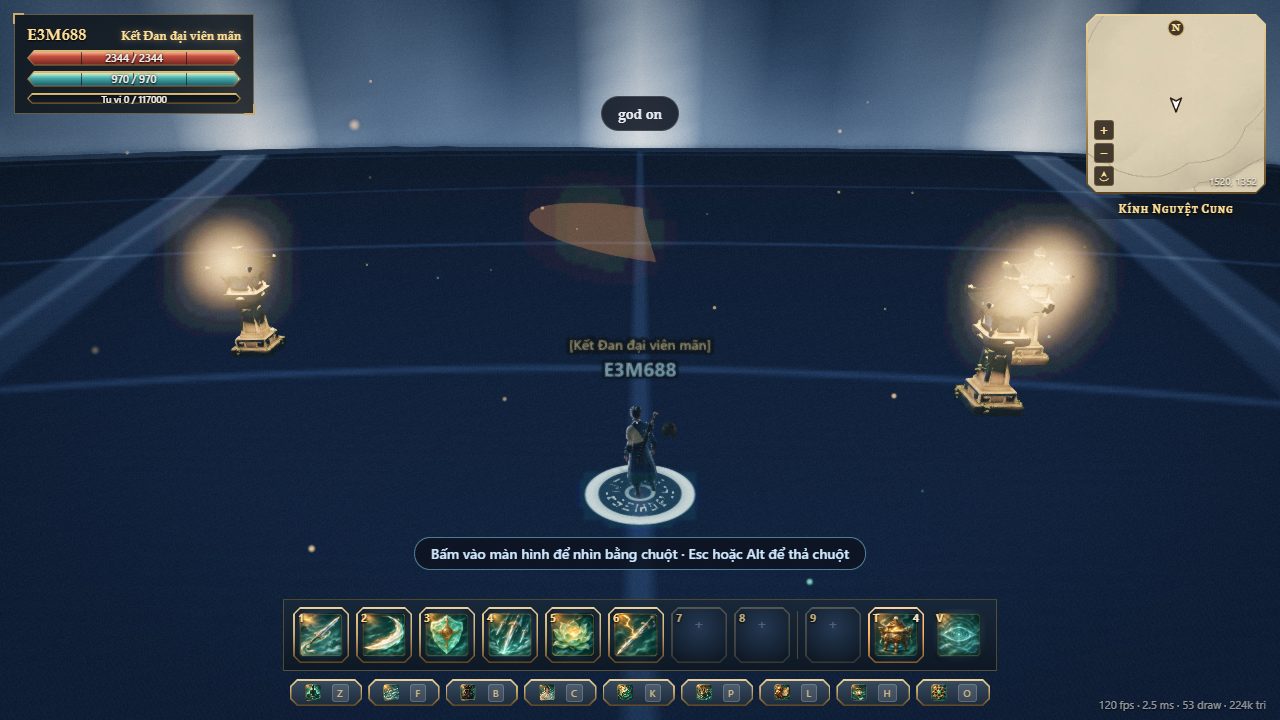 E3M688
Kết Đan đại viên mãn
2344 / 2344
970 / 970
Tu vi 0 / 117000
god on
N
+
−
1520, 1352
Kính Nguyệt Cung
[Kết Đan đại viên mãn]
E3M688
Bấm vào màn hình để nhìn bằng chuột · Esc hoặc Alt để thả chuột
1 2 3 4 5 6 7 + 8 + 9 + T 4 V
Z F B C K P L H O
120 fps · 2.5 ms · 53 draw · 224k tri